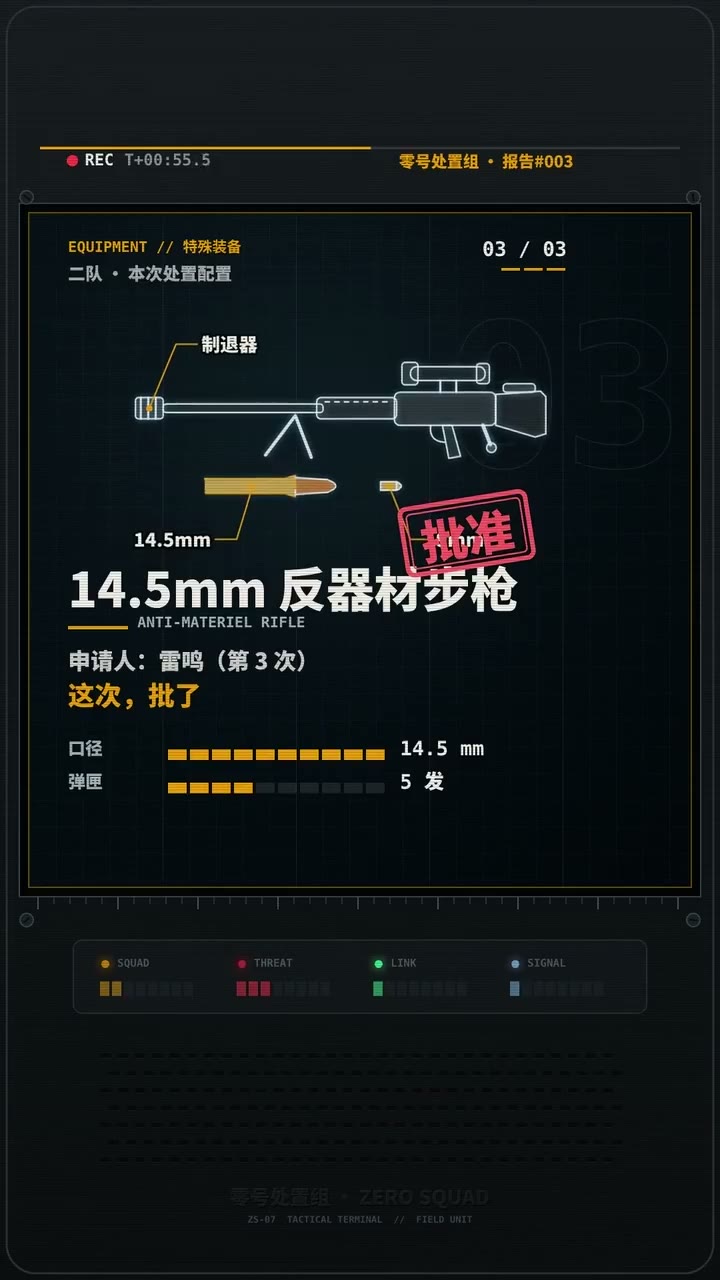 REC T+00:55.5
零号处置组 · 报告#003
EQUIPMENT // 特殊装备
03 / 03
二队 · 本次处置配置
03
制退器
14.5mm
批准
14.5mm 反器材步枪
ANTI-MATERIEL RIFLE
申请人：雷鸣（第 3 次）
这次，批了
口径 14.5 mm
弹匣 5 发
SQUAD THREAT LINK SIGNAL
零号处置组 · ZERO SQUAD
ZS-07 TACTICAL TERMINAL // FIELD UNIT